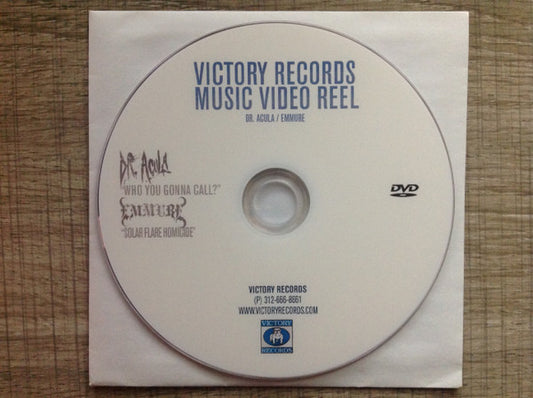 VICTORY RECORDS
MUSIC VIDEO REEL
DR. ACULA / EMMURE
DR. ACULA
"WHO YOU GONNA CALL?"
EMMURE
"SOLAR FLARE HOMICIDE"
DVD
VICTORY RECORDS
(P) 312-666-8661
WWW.VICTORYRECORDS.COM
VICTORY
RECORDS